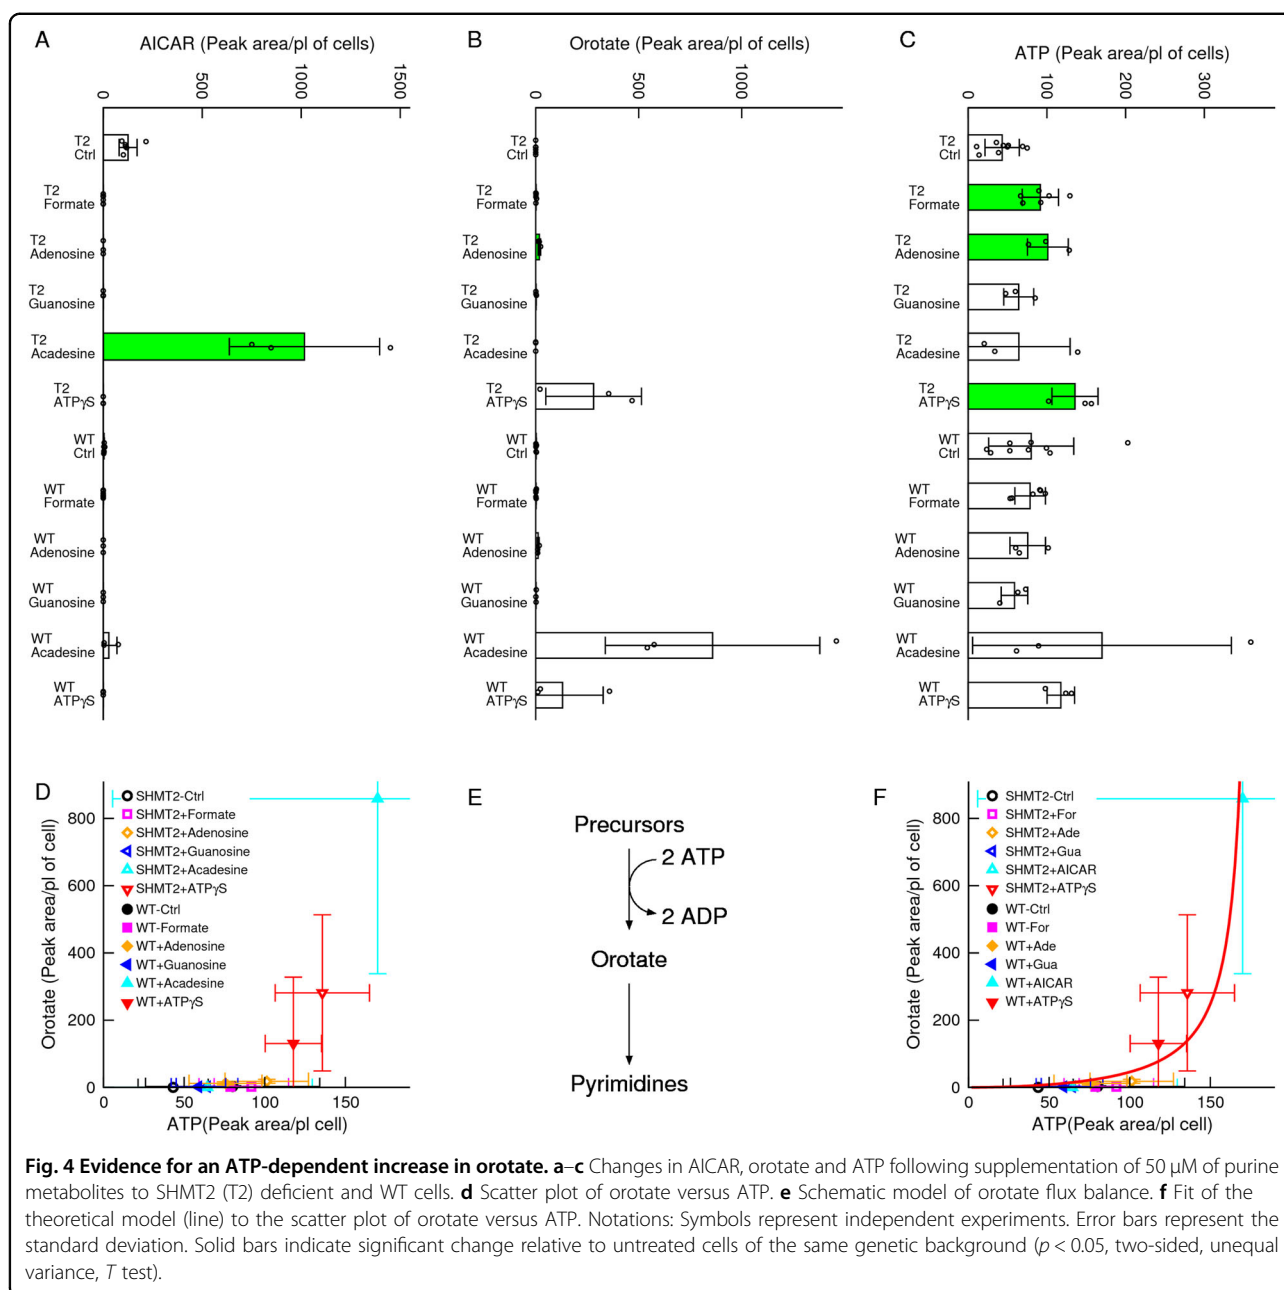 A
AICAR (Peak area/pl of cells)
0
500
1000
1500
T2
Ctrl
T2
Formate
T2
Adenosine
T2
Guanosine
T2
Acadesine
T2
ATPγS
WT
Ctrl
WT
Formate
WT
Adenosine
WT
Guanosine
WT
Acadesine
WT
ATPγS
B
Orotate (Peak area/pl of cells)
0
500
1000
T2
Ctrl
T2
Formate
T2
Adenosine
T2
Guanosine
T2
Acadesine
T2
ATPγS
WT
Ctrl
WT
Formate
WT
Adenosine
WT
Guanosine
WT
Acadesine
WT
ATPγS
C
ATP (Peak area/pl of cells)
0
100
200
300
T2
Ctrl
T2
Formate
T2
Adenosine
T2
Guanosine
T2
Acadesine
T2
ATPγS
WT
Ctrl
WT
Formate
WT
Adenosine
WT
Guanosine
WT
Acadesine
WT
ATPγS
D
SHMT2-Ctrl
SHMT2+Formate
SHMT2+Adenosine
SHMT2+Guanosine
SHMT2+Acadesine
SHMT2+ATPγS
WT-Ctrl
WT-Formate
WT+Adenosine
WT+Guanosine
WT+Acadesine
WT+ATPγS
Orotate (Peak area/pl of cell)
800
600
400
200
0
0
50
100
150
ATP(Peak area/pl cell)
E
Precursors
2 ATP
2 ADP
Orotate
Pyrimidines
F
SHMT2-Ctrl
SHMT2+For
SHMT2+Ade
SHMT2+Gua
SHMT2+AICAR
SHMT2+ATPγS
WT-Ctrl
WT-For
WT+Ade
WT+Gua
WT+AICAR
WT+ATPγS
Orotate (Peak area/pl of cell)
800
600
400
200
0
0
50
100
150
ATP(Peak area/pl cell)
Fig. 4 Evidence for an ATP-dependent increase in orotate. a–c Changes in AICAR, orotate and ATP following supplementation of 50 μM of purine
metabolites to SHMT2 (T2) deficient and WT cells. d Scatter plot of orotate versus ATP. e Schematic model of orotate flux balance. f Fit of the
theoretical model (line) to the scatter plot of orotate versus ATP. Notations: Symbols represent independent experiments. Error bars represent the
standard deviation. Solid bars indicate significant change relative to untreated cells of the same genetic background (p < 0.05, two-sided, unequal
variance, T test).